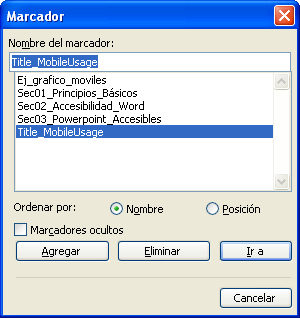 Marcador
Nombre del marcador:
Title_MobileUsage
Ej_grafico_moviles
Sec01_Principios_Básicos
Sec02_Accesibilidad_Word
Sec03_Powerpoint_Accesibles
Title_MobileUsage
Ordenar por: Nombre Posición
Marcadores ocultos
Agregar Eliminar Ir a
Cancelar